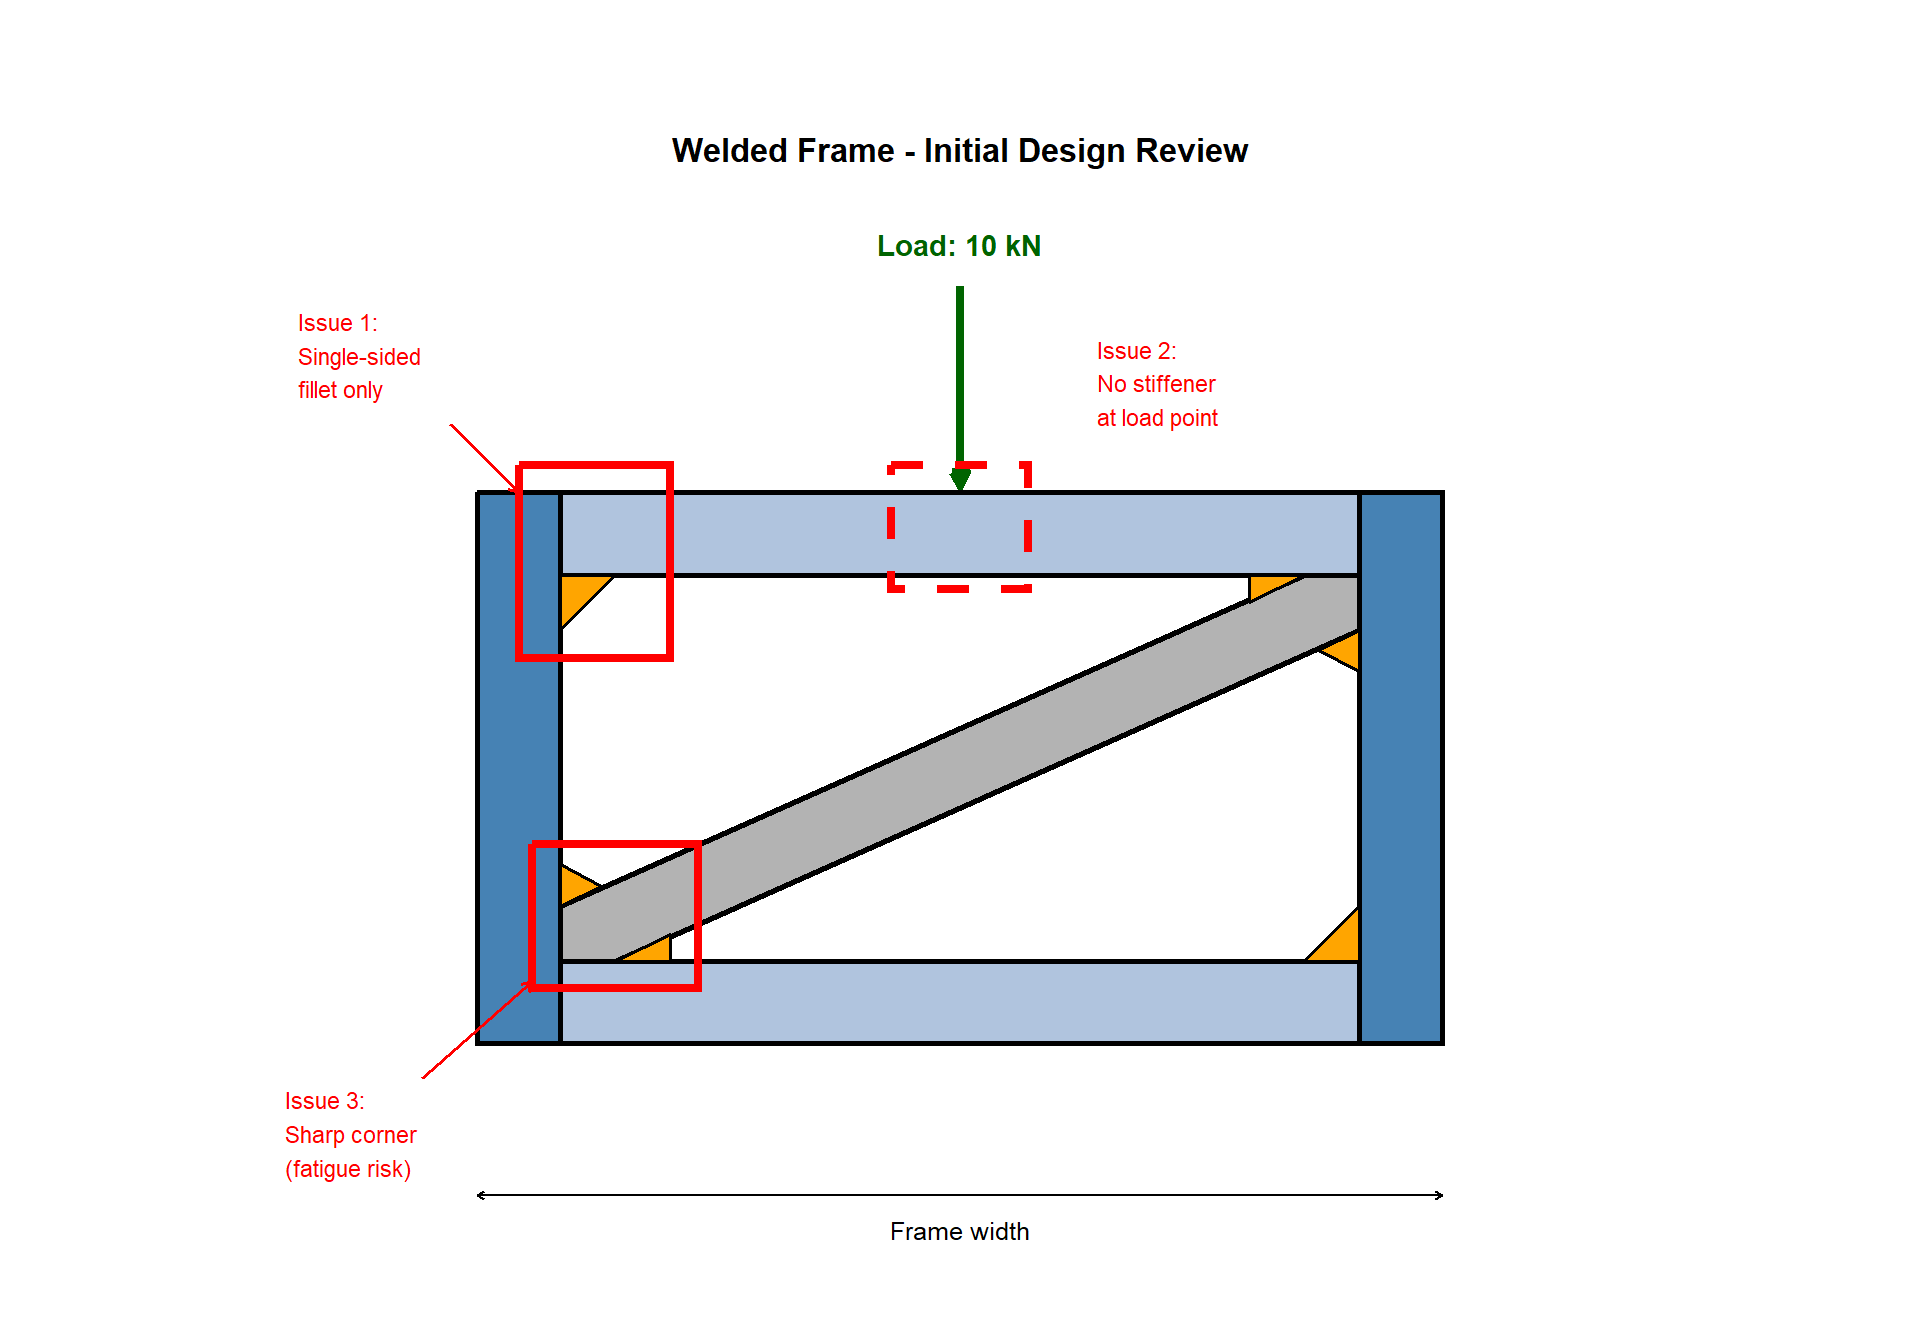 Welded Frame - Initial Design Review
Load: 10 kN
Issue 1:
Single-sided
fillet only
Issue 2:
No stiffener
at load point
Issue 3:
Sharp corner
(fatigue risk)
Frame width